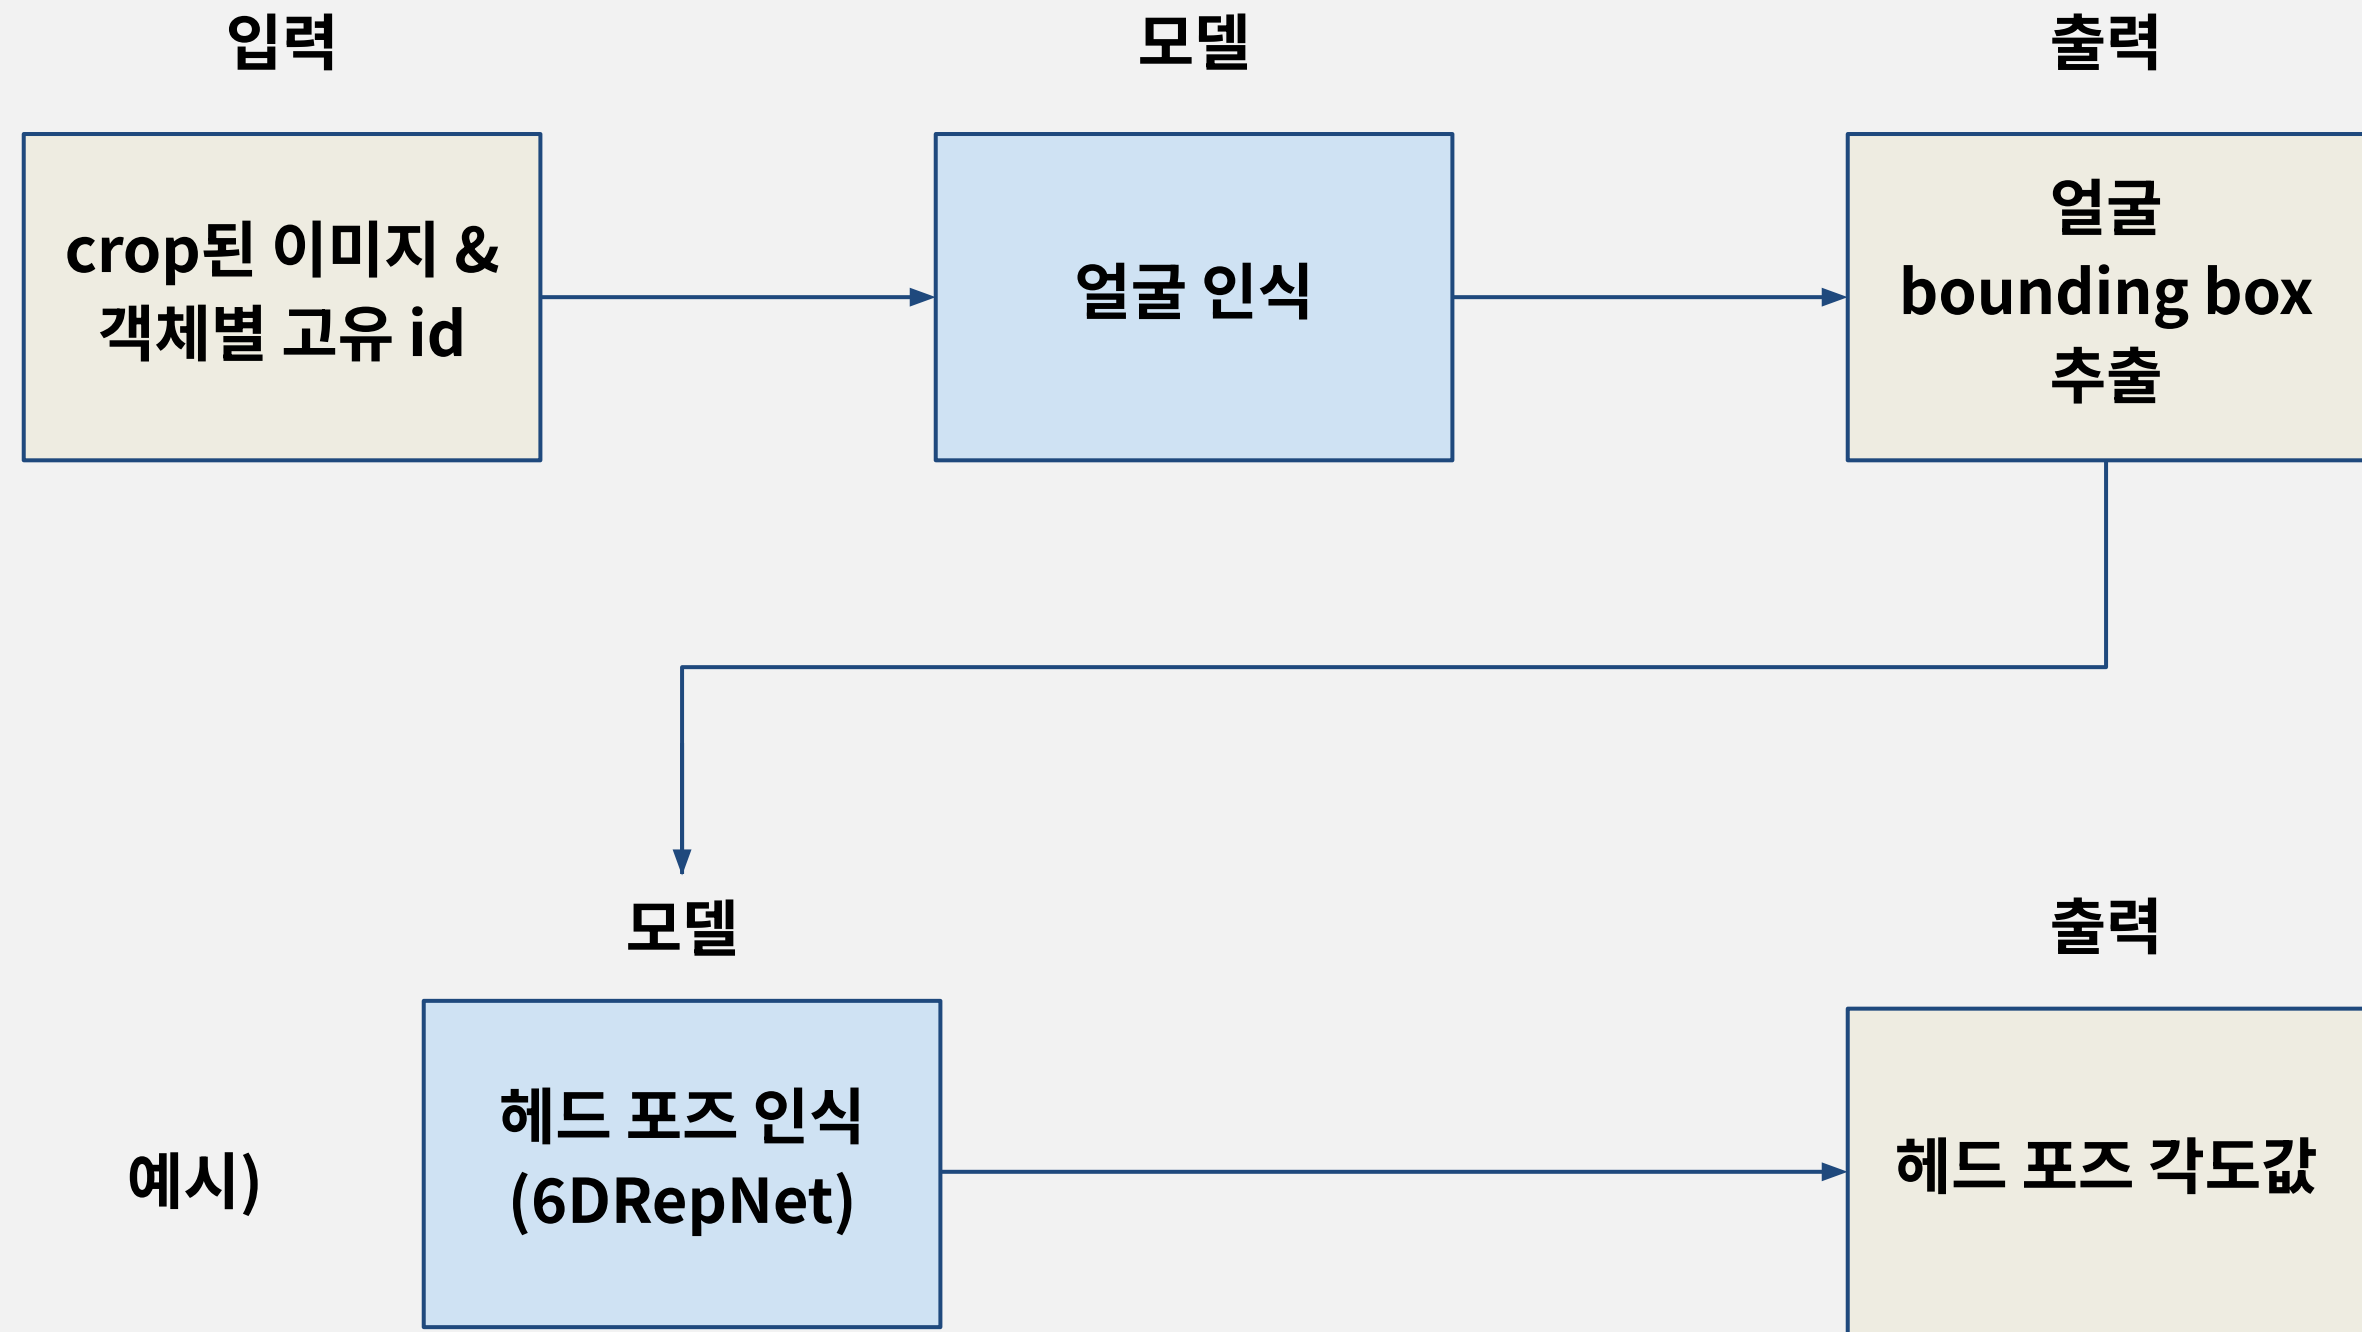 입력
모델
출력
crop된 이미지 &
객체별 고유 id
얼굴 인식
얼굴
bounding box
추출
모델
출력
예시)
헤드 포즈 인식
(6DRepNet)
헤드 포즈 각도값